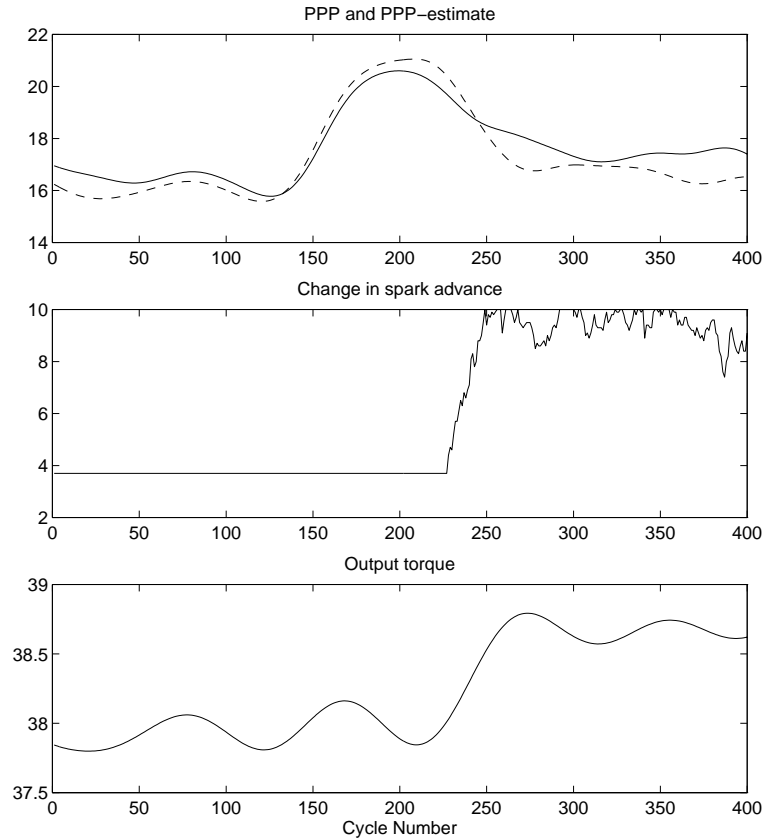 PPP and PPP−estimate
22
20
18
16
14
0 50 100 150 200 250 300 350 400
Change in spark advance
10
8
6
4
2
0 50 100 150 200 250 300 350 400
Output torque
39
38.5
38
37.5
0 50 100 150 200 250 300 350 400
Cycle Number